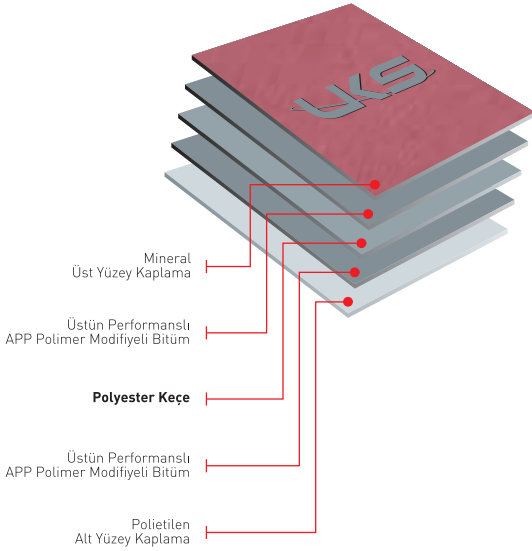 UKS
Mineral
Üst Yüzey Kaplama
Üstün Performanslı
APP Polimer Modifiyeli Bitüm
Polyester Keçe
Üstün Performanslı
APP Polimer Modifiyeli Bitüm
Polietilen
Alt Yüzey Kaplama